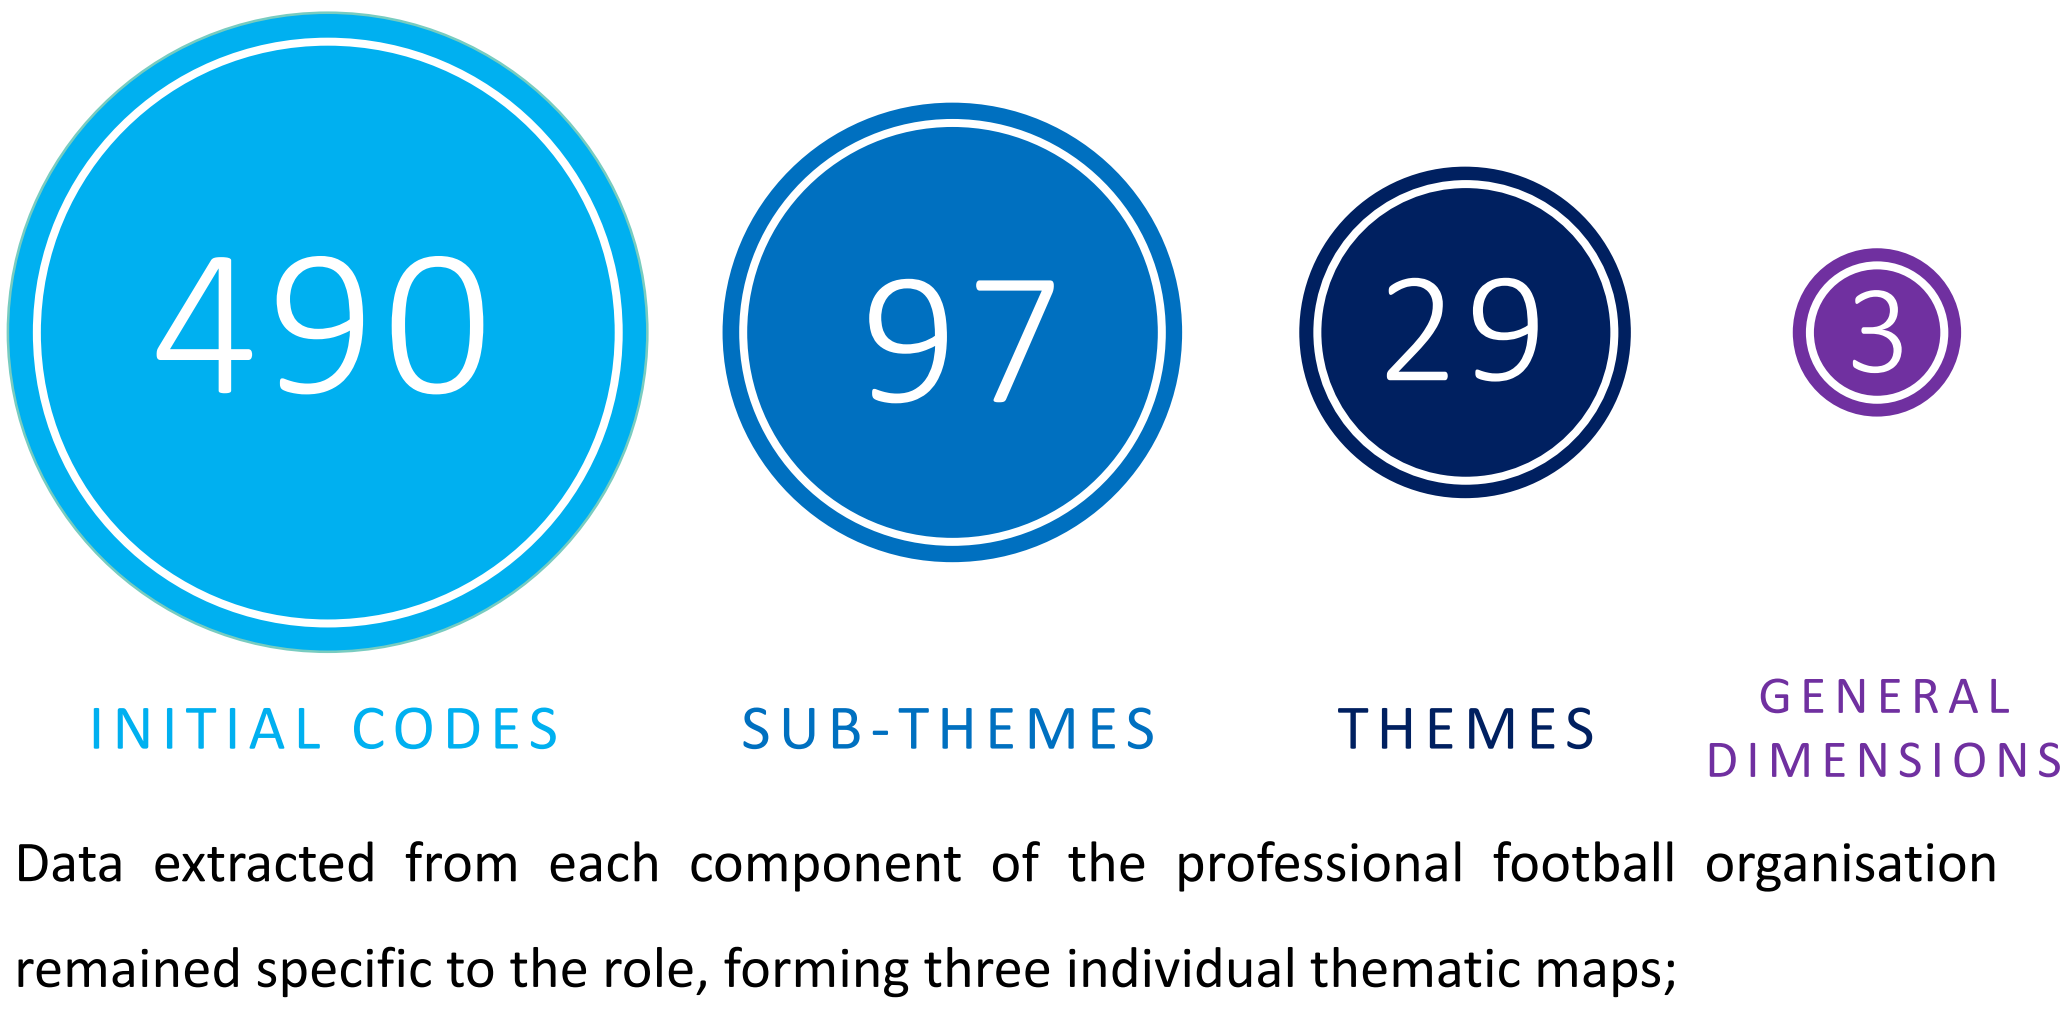 490
97
29
3
INITIAL CODES
SUB-THEMES
THEMES
GENERAL
DIMENSIONS
Data extracted from each component of the professional football organisation
remained specific to the role, forming three individual thematic maps;